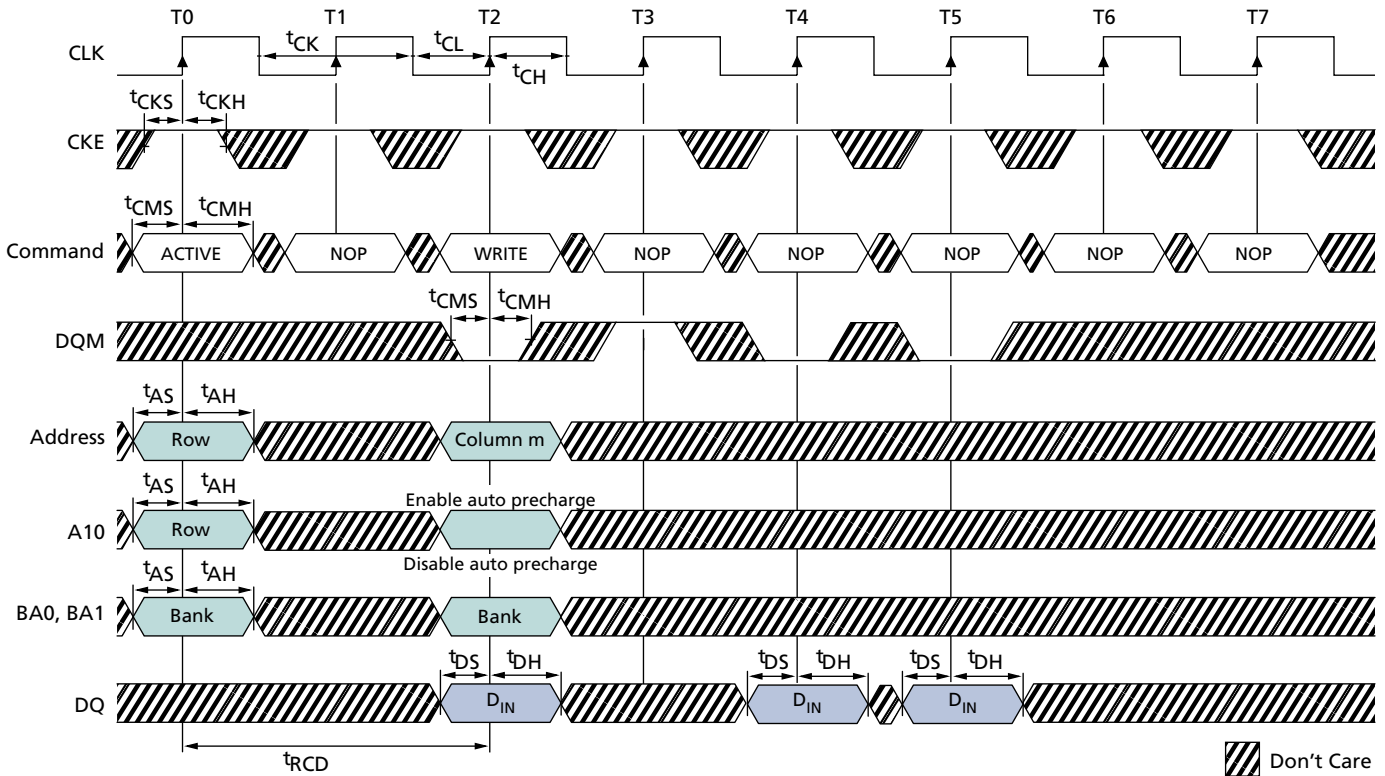 T0 T1 T2 T3 T4 T5 T6 T7
CLK tCK tCL
tCH
tCKS tCKH
CKE
tCMS tCMH
Command ACTIVE NOP WRITE NOP NOP NOP NOP NOP
tCMS tCMH
DQM
tAS tAH
Address Row Column m
tAS tAH Enable auto precharge
A10 Row
Disable auto precharge
tAS tAH
BA0, BA1 Bank Bank
tDS tDH tDS tDH tDS tDH
DQ DIN DIN DIN
tRCD
Don't Care